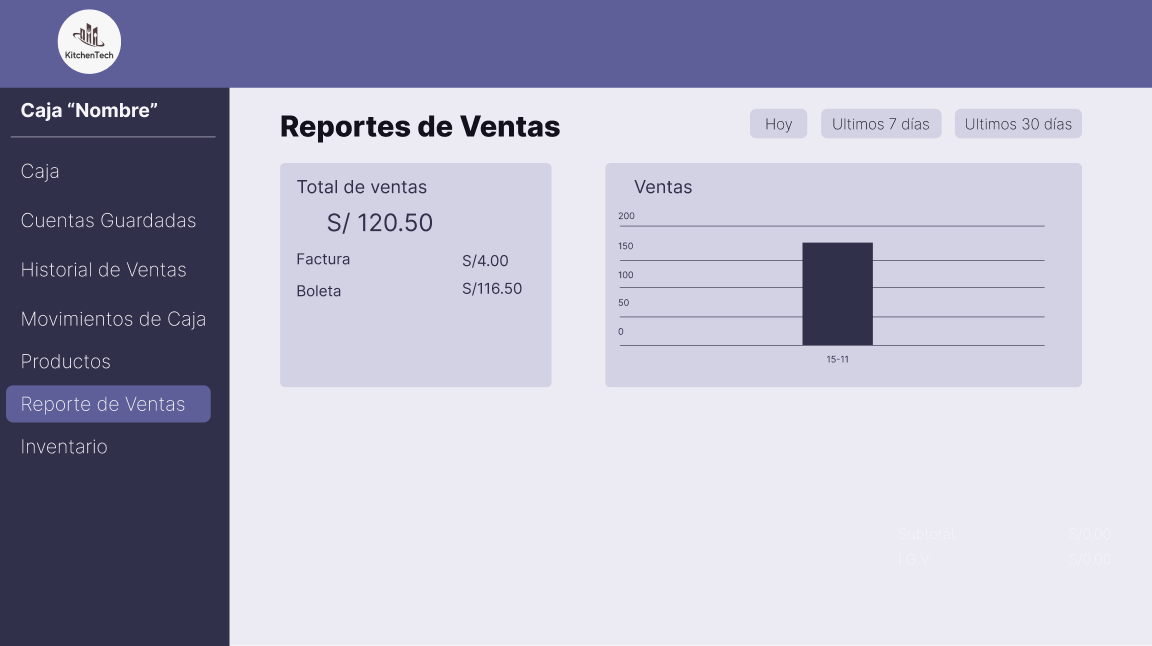 KitchenTech
Caja “Nombre”
Caja
Cuentas Guardadas
Historial de Ventas
Movimientos de Caja
Productos
Reporte de Ventas
Inventario
Reportes de Ventas
Hoy
Ultimos 7 días
Ultimos 30 días
Total de ventas
S/ 120.50
Factura S/4.00
Boleta S/116.50
Ventas
200
150
100
50
0
15-11
Subtotal S/0.00
I.G.V S/0.00